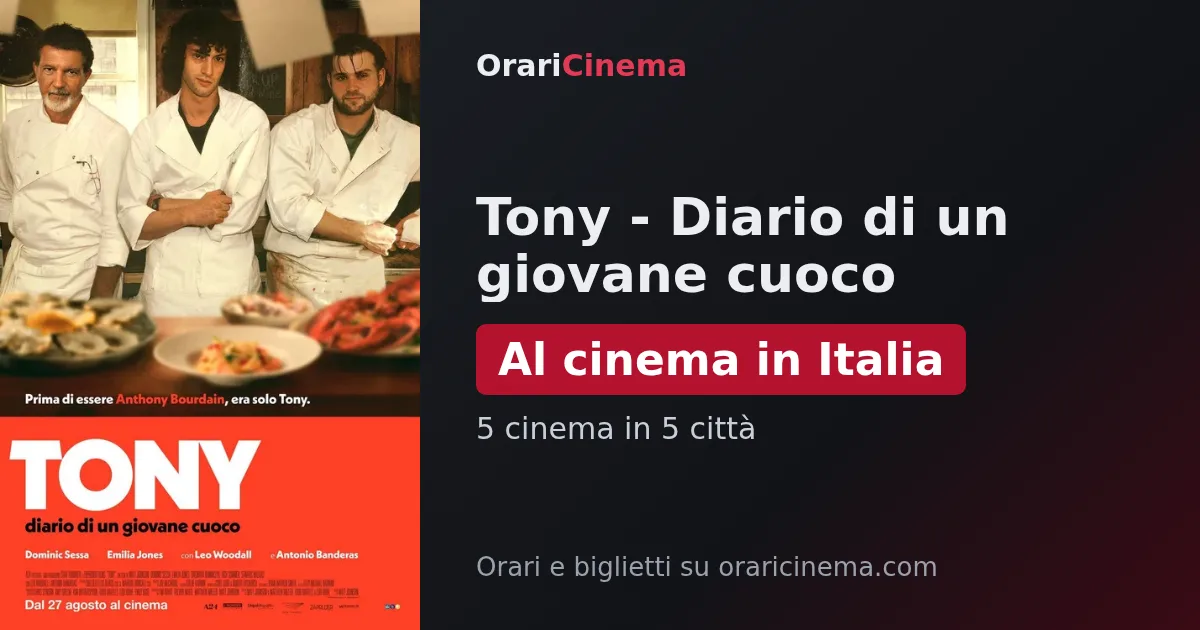 Prima di essere Anthony Bourdain, era solo Tony.
TONY
diario di un giovane cuoco
Dominic Sessa Emilia Jones con Leo Woodall e Antonio Banderas
Dal 27 agosto al cinema
A24
OrariCinema
Tony - Diario di un
giovane cuoco
Al cinema in Italia
5 cinema in 5 città
Orari e biglietti su oraricinema.com